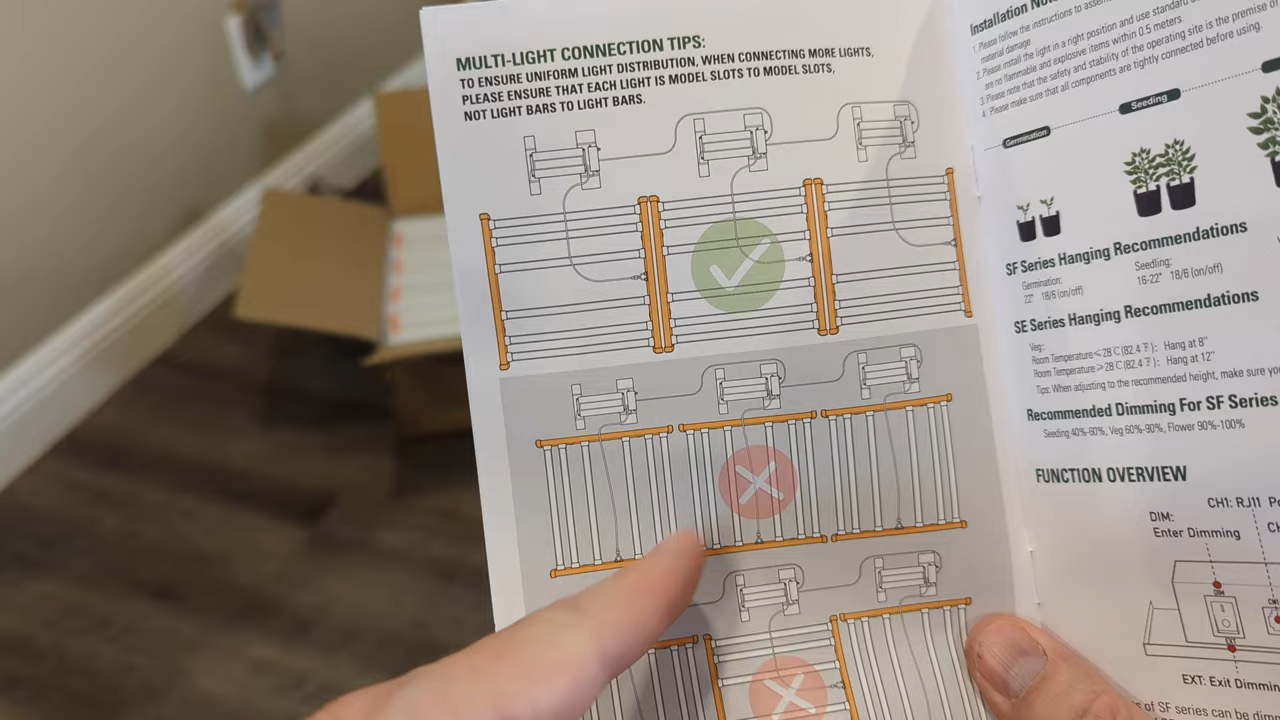 MULTI-LIGHT CONNECTION TIPS:
TO ENSURE UNIFORM LIGHT DISTRIBUTION, WHEN CONNECTING MORE LIGHTS,
PLEASE ENSURE THAT EACH LIGHT IS MODEL SLOTS TO MODEL SLOTS,
NOT LIGHT BARS TO LIGHT BARS.
Installation
1. Please follow the instructions to
material damage
2. Please install the light in a right position and use standard
are no flammable and explosive items within 0.5 meters.
3. Please note that the safety and stability of the operating site is the premise of
4. Please make sure that all components are tightly connected before using.
Germination
Seeding
SF Series Hanging Recommendations
Germination:
22" 18/6 (on/off)
Seedling:
16-22" 18/6 (on/off)
SE Series Hanging Recommendations
Veg:
Room Temperature<28℃(82.4℉): Hang at 8"
Room Temperature>28℃(82.4℉): Hang at 12"
Tips: When adjusting to the recommended height, make sure
Recommended Dimming For SF Series
Seeding 40%-60%, Veg 60%-90%, Flower 90%-100%
FUNCTION OVERVIEW
CH1: RJ11
DIM:
Enter Dimming
DIM
EXT
EXT: Exit
of SF series can be